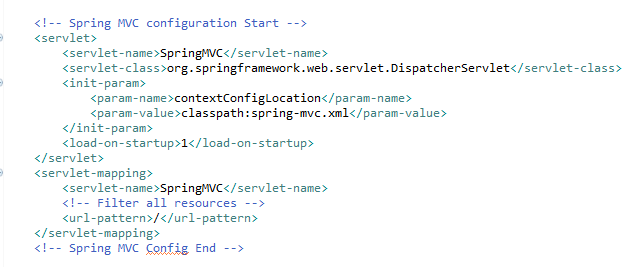 <!-- Spring MVC configuration Start -->
<servlet>
<servlet-name>SpringMVC</servlet-name>
<servlet-class>org.springframework.web.servlet.DispatcherServlet</servlet-class>
<init-param>
<param-name>contextConfigLocation</param-name>
<param-value>classpath:spring-mvc.xml</param-value>
</init-param>
<load-on-startup>1</load-on-startup>
</servlet>
<servlet-mapping>
<servlet-name>SpringMVC</servlet-name>
<!-- Filter all resources -->
<url-pattern>/</url-pattern>
</servlet-mapping>
<!-- Spring MVC Config End -->